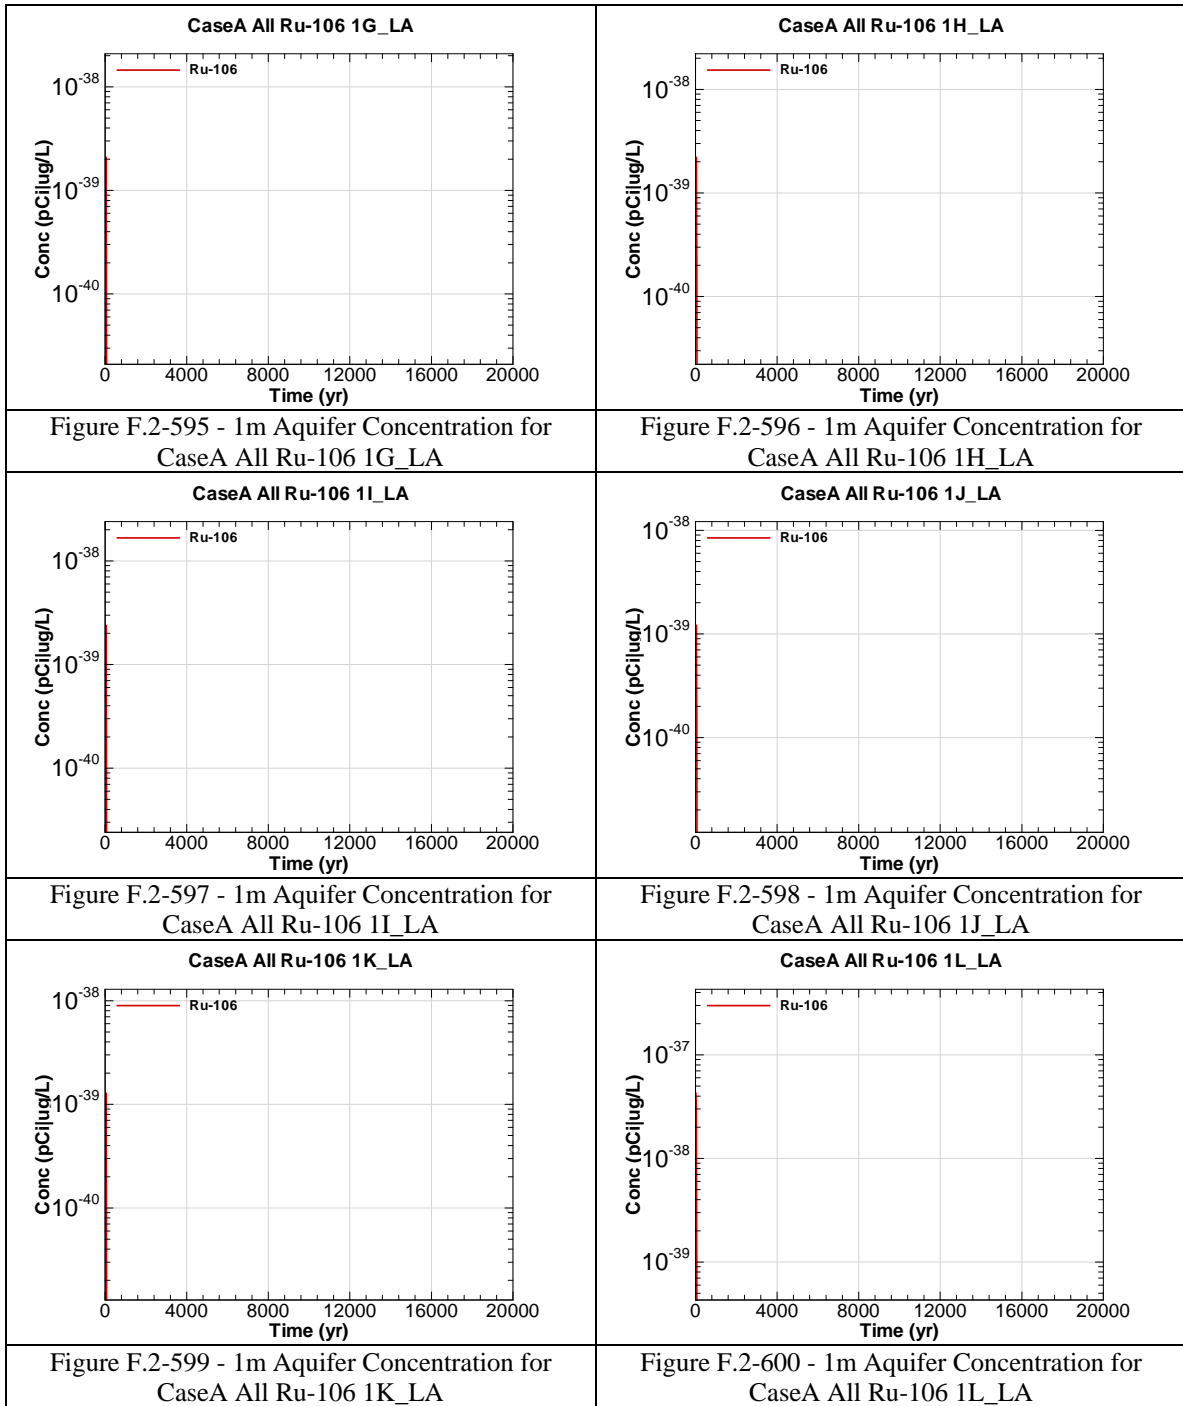 CaseA All Ru-106 1G_LA
Ru-106
10-38
10-39
10-40
Conc (pCi|ug/L)
0 4000 8000 12000 16000 20000
Time (yr)
Figure F.2-595 - 1m Aquifer Concentration for
CaseA All Ru-106 1G_LA
CaseA All Ru-106 1H_LA
Ru-106
10-38
10-39
10-40
Conc (pCi|ug/L)
0 4000 8000 12000 16000 20000
Time (yr)
Figure F.2-596 - 1m Aquifer Concentration for
CaseA All Ru-106 1H_LA
CaseA All Ru-106 1I_LA
Ru-106
10-38
10-39
10-40
Conc (pCi|ug/L)
0 4000 8000 12000 16000 20000
Time (yr)
Figure F.2-597 - 1m Aquifer Concentration for
CaseA All Ru-106 1I_LA
CaseA All Ru-106 1J_LA
Ru-106
10-38
10-39
10-40
Conc (pCi|ug/L)
0 4000 8000 12000 16000 20000
Time (yr)
Figure F.2-598 - 1m Aquifer Concentration for
CaseA All Ru-106 1J_LA
CaseA All Ru-106 1K_LA
Ru-106
10-38
10-39
10-40
Conc (pCi|ug/L)
0 4000 8000 12000 16000 20000
Time (yr)
Figure F.2-599 - 1m Aquifer Concentration for
CaseA All Ru-106 1K_LA
CaseA All Ru-106 1L_LA
Ru-106
10-37
10-38
10-39
Conc (pCi|ug/L)
0 4000 8000 12000 16000 20000
Time (yr)
Figure F.2-600 - 1m Aquifer Concentration for
CaseA All Ru-106 1L_LA